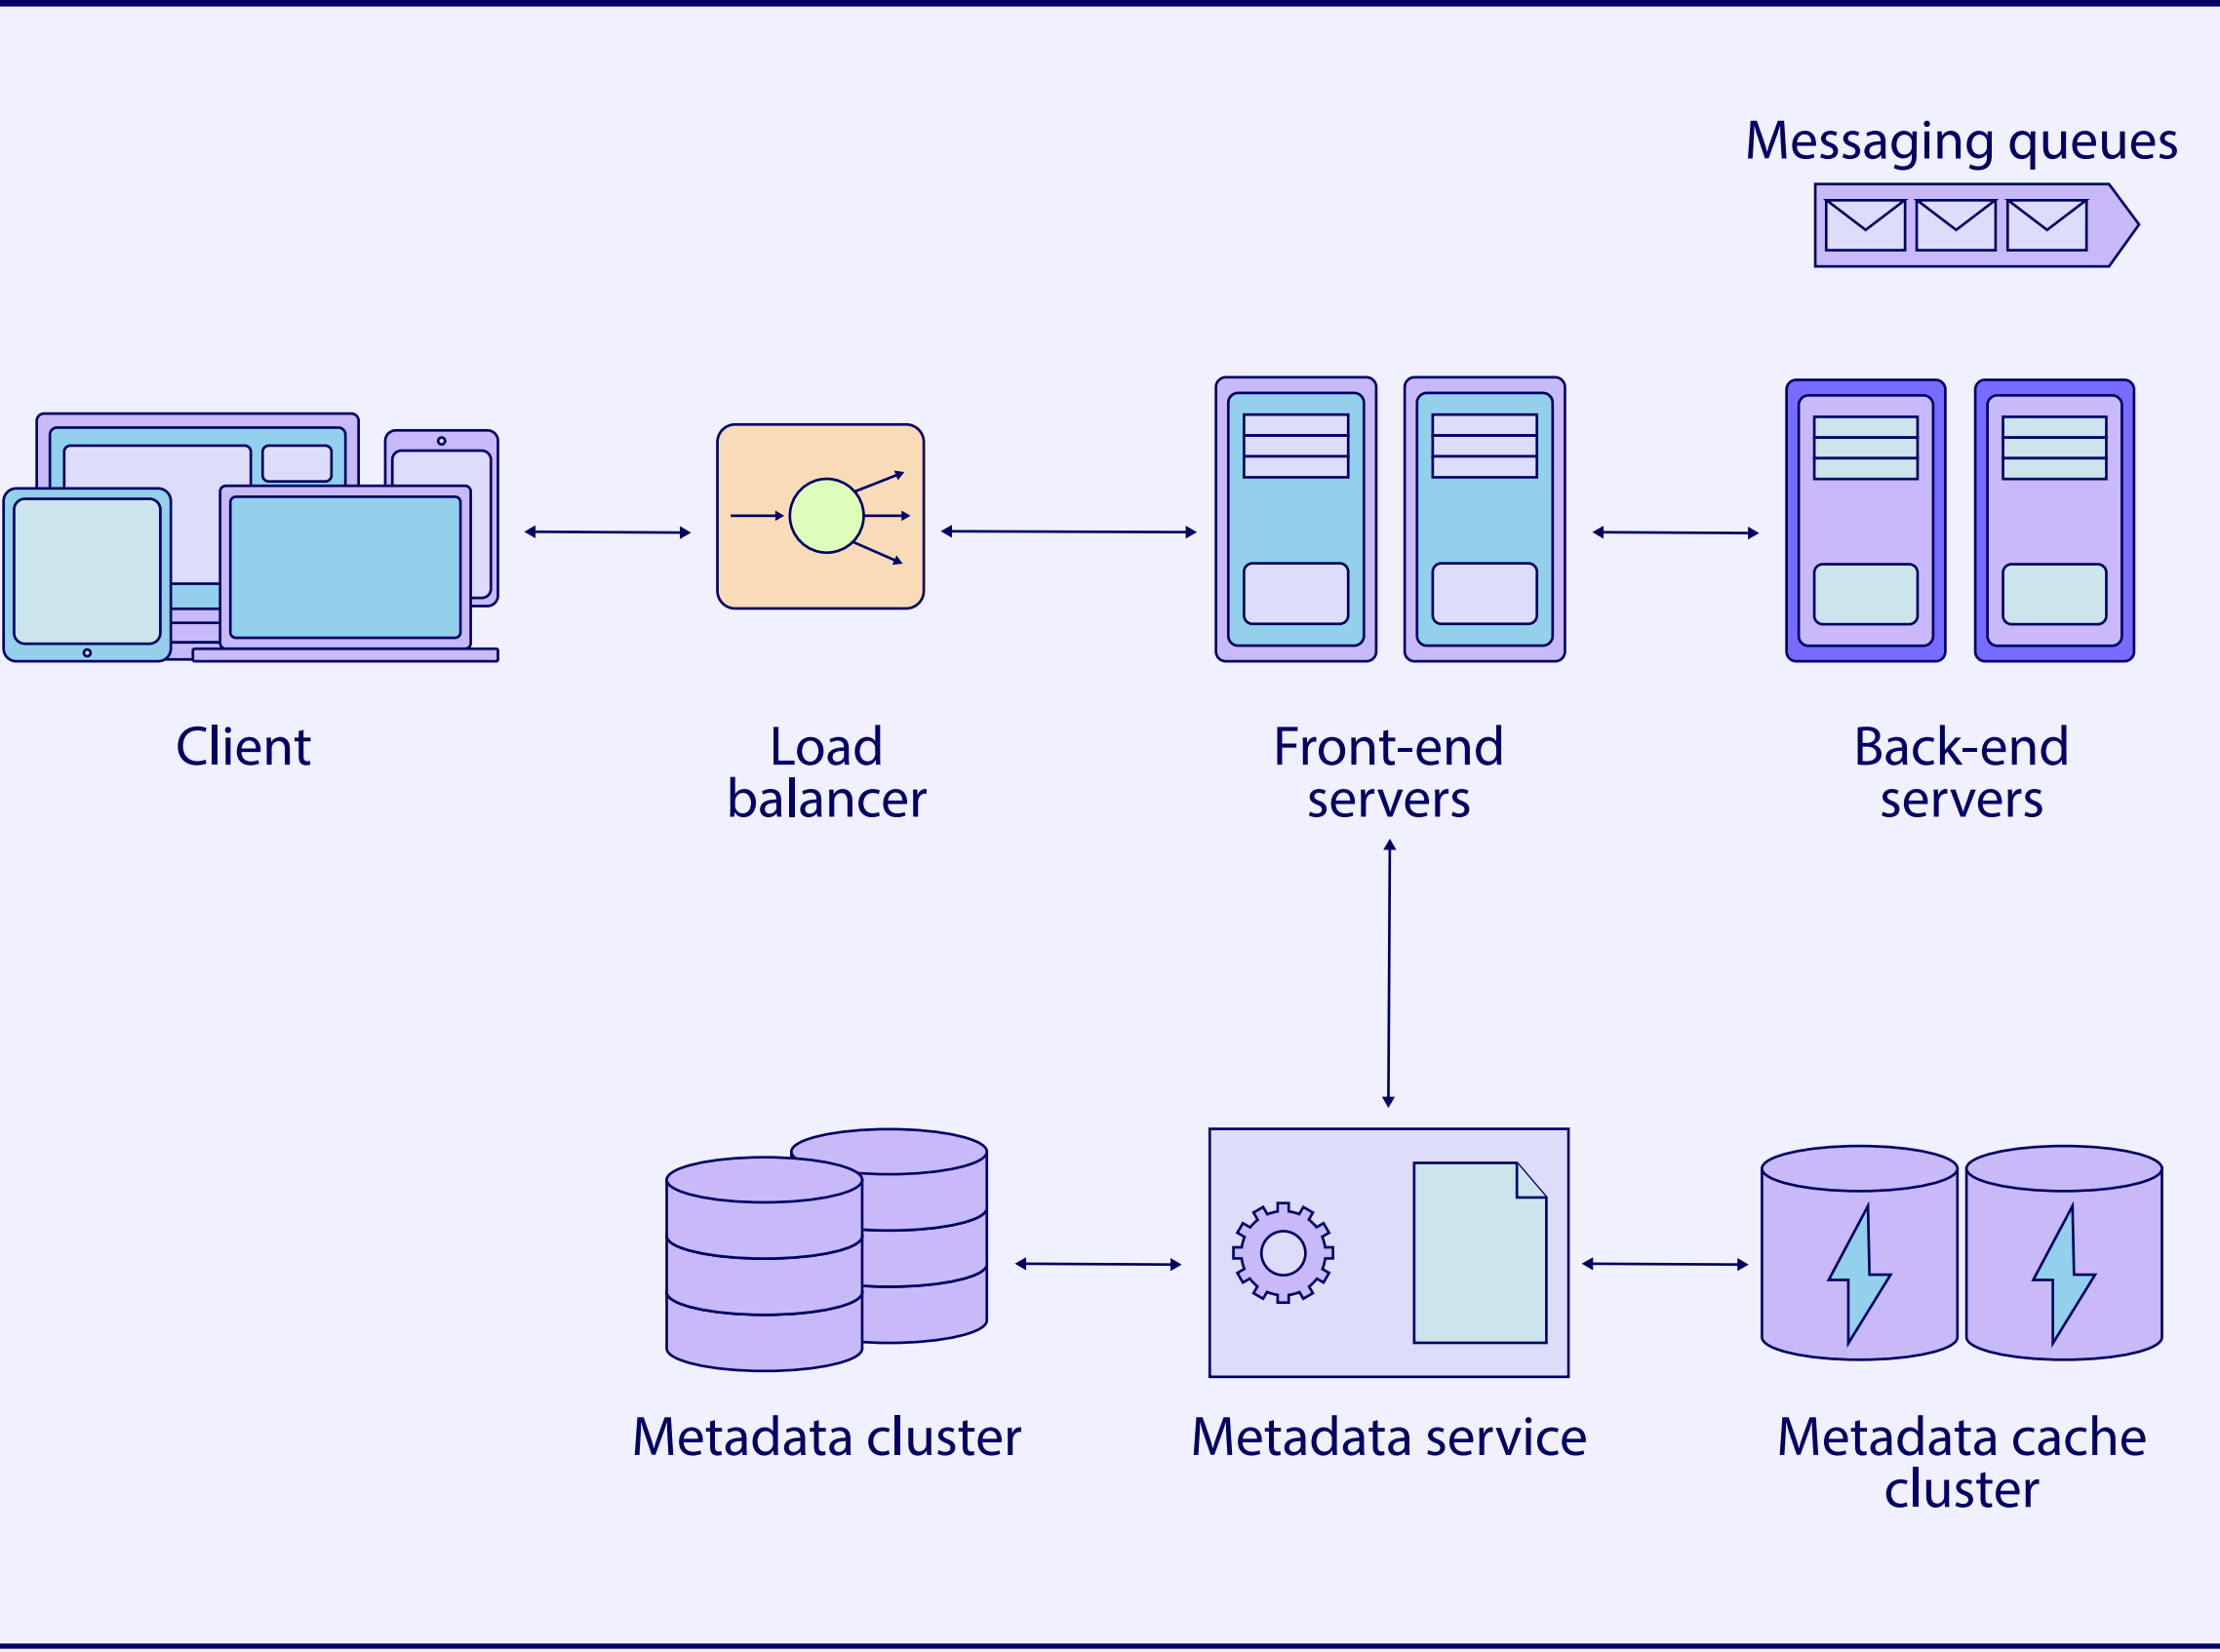 Messaging queues
Client
Load
balancer
Front-end
servers
Back-end
servers
Metadata cluster
Metadata service
Metadata cache
cluster